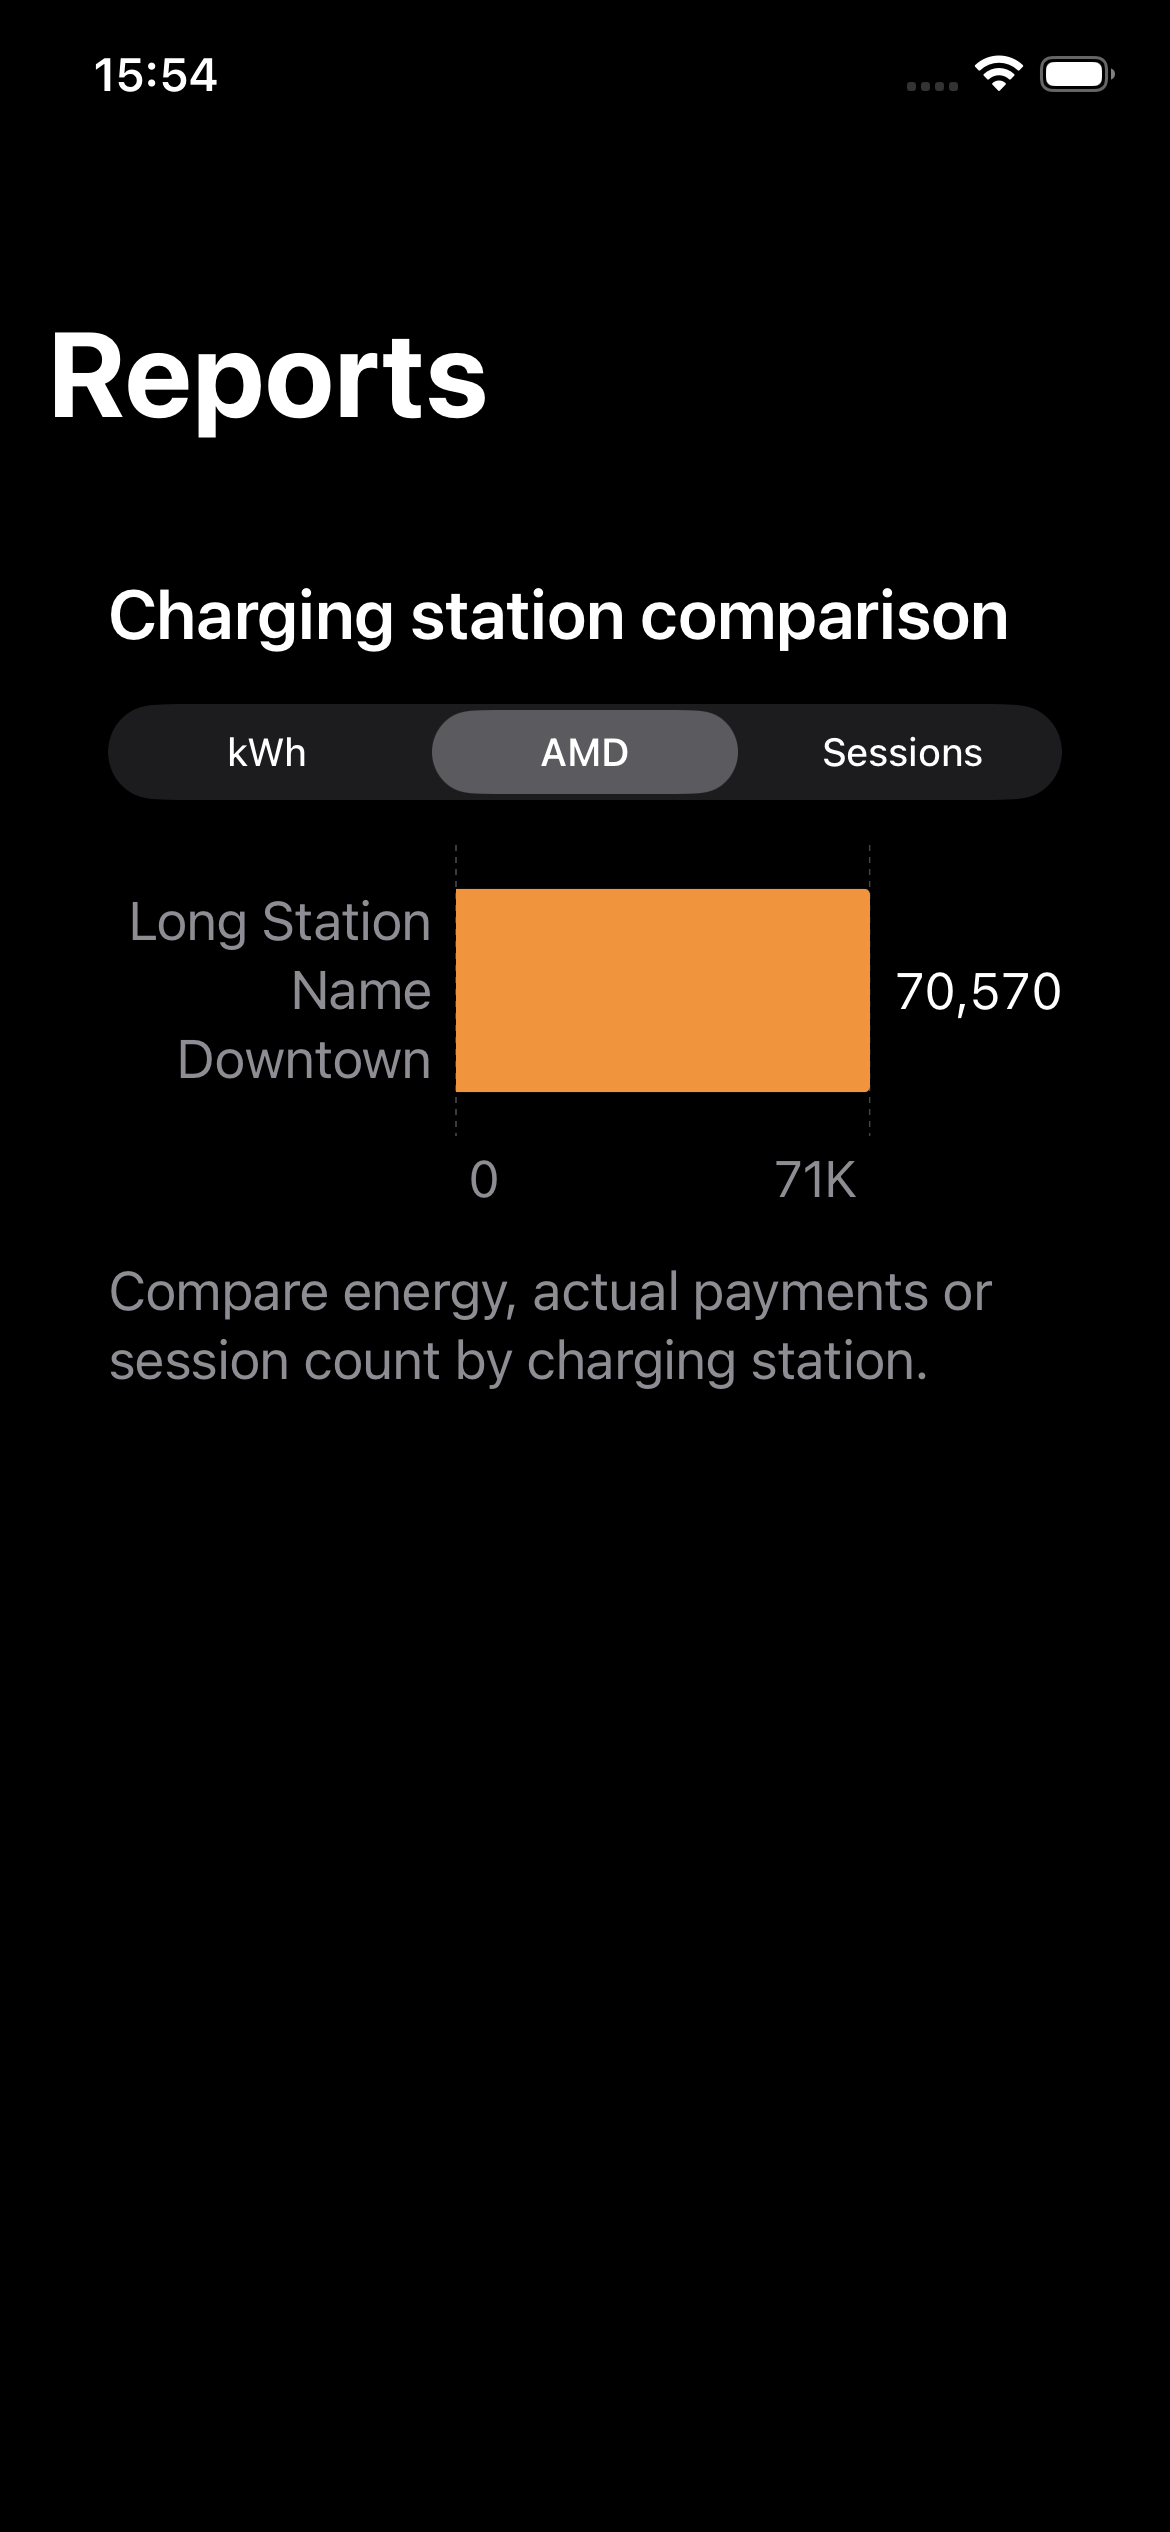 15:54
Reports
Charging station comparison
kWh AMD Sessions
Long Station
Name
Downtown
70,570
0 71K
Compare energy, actual payments or
session count by charging station.